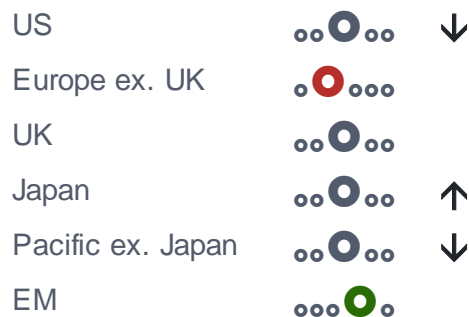 US
Europe ex. UK
UK
Japan
Pacific ex. Japan
EM